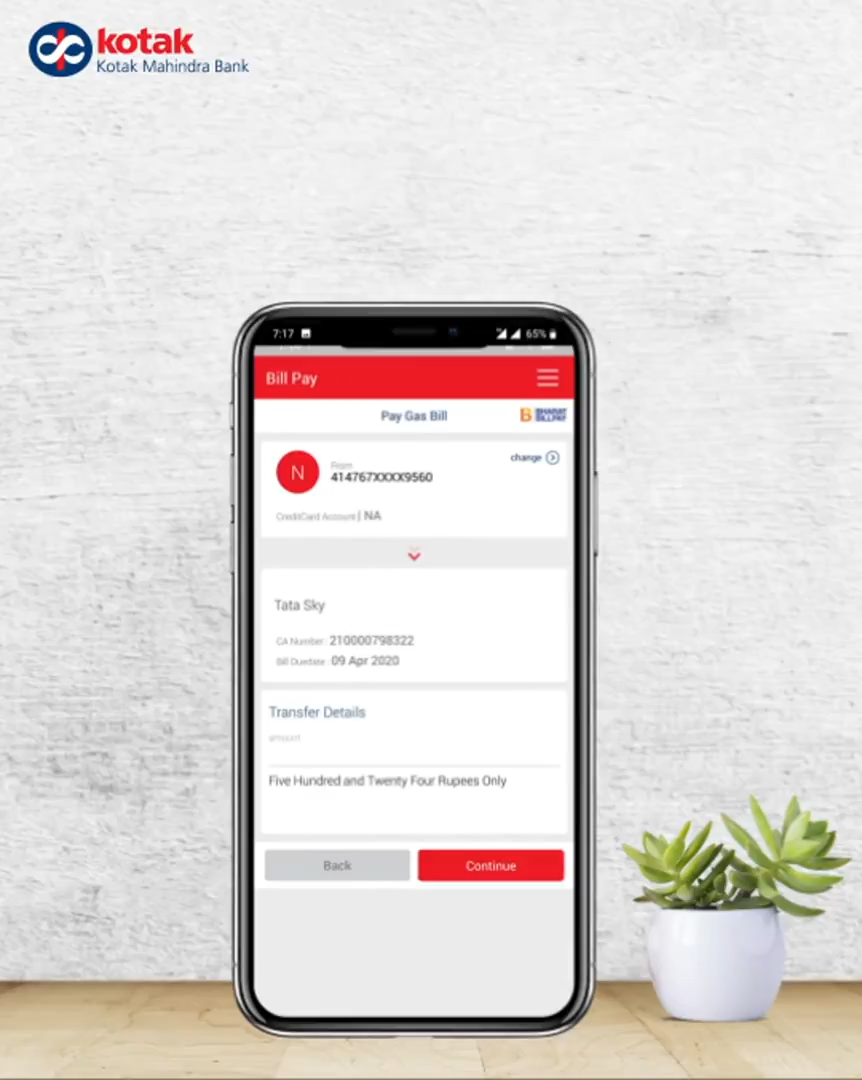 kotak
Kotak Mahindra Bank
7:17
65%
Bill Pay
Pay Gas Bill
B BHARAT BILLPAY
change
N
From
414767XXXX9560
CreditCard Account | NA
Tata Sky
CA Number: 210000798322
Bill Duedate: 09 Apr 2020
Transfer Details
amount
Five Hundred and Twenty Four Rupees Only
Back
Continue